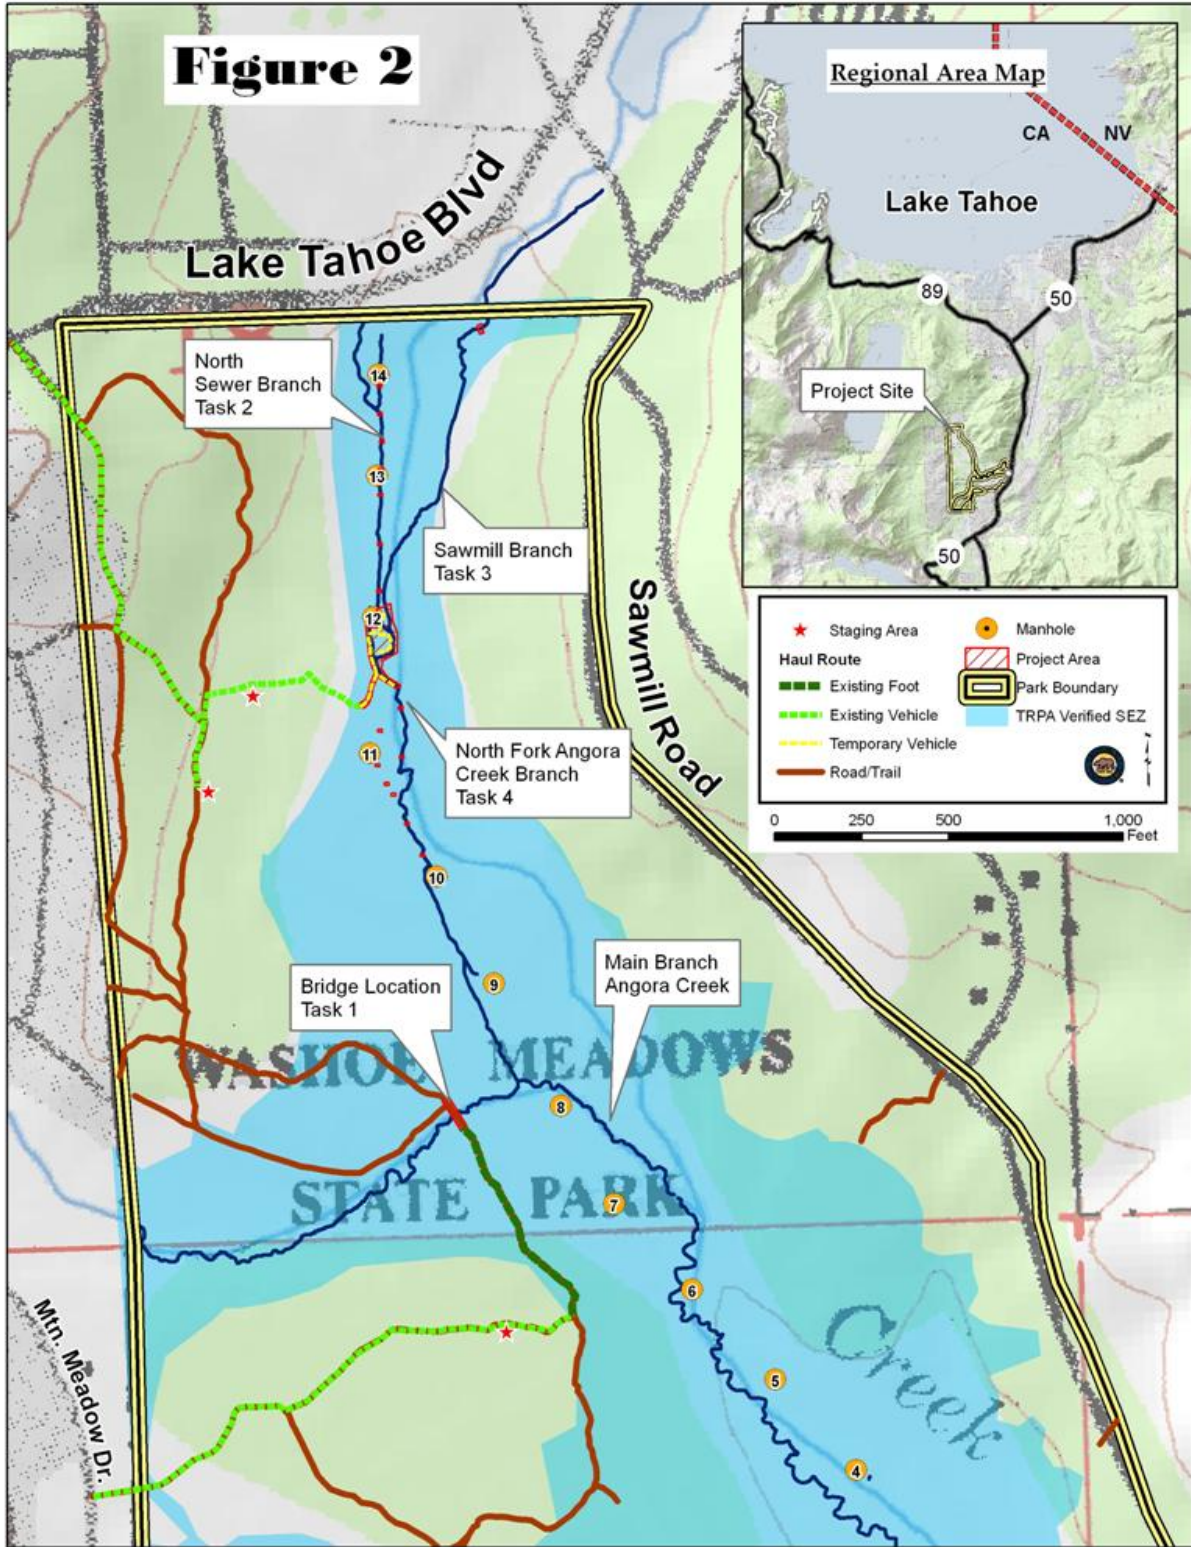 Figure 2
Regional Area Map
CA
NV
Lake Tahoe
89
50
Project Site
50
Lake Tahoe Blvd
North
Sewer Branch
Task 2
14
13
Sawmill Branch
Task 3
12
Sawmill Road
North Fork Angora
Creek Branch
Task 4
11
10
9
Main Branch
Angora Creek
Bridge Location
Task 1
WASHOE MEADOWS
8
STATE PARK
7
6
Creek
5
4
Mtn. Meadow Dr.
Staging Area
Manhole
Haul Route
Project Area
Existing Foot
Park Boundary
Existing Vehicle
TRPA Verified SEZ
Temporary Vehicle
Road/Trail
0
250
500
1,000
Feet